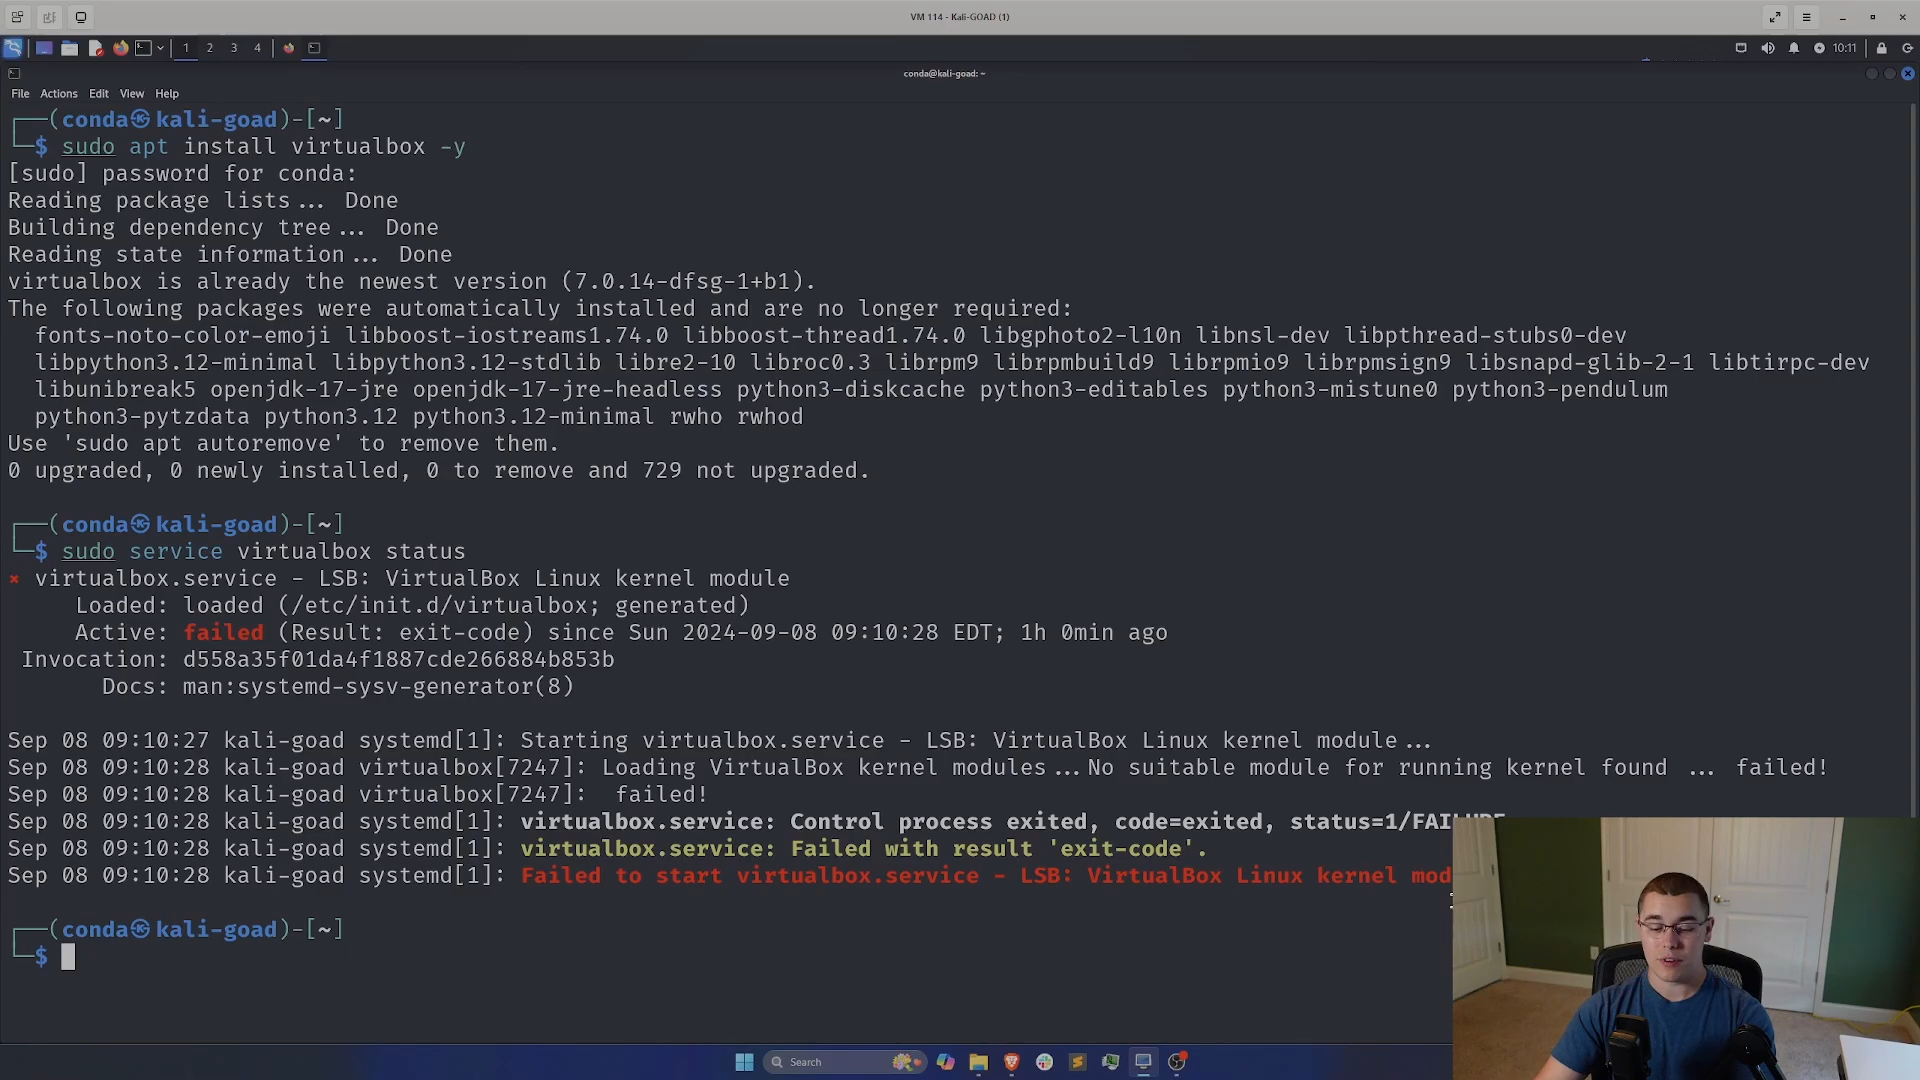 VM 114 - Kali-GOAD (1)
1 2 3 4
10:11
conda@kali-goad: ~
File Actions Edit View Help
┌──(conda㉿kali-goad)-[~]
└─$ sudo apt install virtualbox -y
[sudo] password for conda:
Reading package lists... Done
Building dependency tree... Done
Reading state information... Done
virtualbox is already the newest version (7.0.14-dfsg-1+b1).
The following packages were automatically installed and are no longer required:
fonts-noto-color-emoji libboost-iostreams1.74.0 libboost-thread1.74.0 libgphoto2-l10n libnsl-dev libpthread-stubs0-dev
libpython3.12-minimal libpython3.12-stdlib libre2-10 libroc0.3 librpm9 librpmbuild9 librpmio9 librpmsign9 libsnapd-glib-2-1 libtirpc-dev
libunibreak5 openjdk-17-jre openjdk-17-jre-headless python3-diskcache python3-editables python3-mistune0 python3-pendulum
python3-pytzdata python3.12 python3.12-minimal rwho rwhod
Use 'sudo apt autoremove' to remove them.
0 upgraded, 0 newly installed, 0 to remove and 729 not upgraded.
┌──(conda㉿kali-goad)-[~]
└─$ sudo service virtualbox status
× virtualbox.service - LSB: VirtualBox Linux kernel module
Loaded: loaded (/etc/init.d/virtualbox; generated)
Active: failed (Result: exit-code) since Sun 2024-09-08 09:10:28 EDT; 1h 0min ago
Invocation: d558a35f01da4f1887cde266884b853b
Docs: man:systemd-sysv-generator(8)
Sep 08 09:10:27 kali-goad systemd[1]: Starting virtualbox.service - LSB: VirtualBox Linux kernel module...
Sep 08 09:10:28 kali-goad virtualbox[7247]: Loading VirtualBox kernel modules...No suitable module for running kernel found ... failed!
Sep 08 09:10:28 kali-goad virtualbox[7247]: failed!
Sep 08 09:10:28 kali-goad systemd[1]: virtualbox.service: Control process exited, code=exited, status=1/FAILURE
Sep 08 09:10:28 kali-goad systemd[1]: virtualbox.service: Failed with result 'exit-code'.
Sep 08 09:10:28 kali-goad systemd[1]: Failed to start virtualbox.service - LSB: VirtualBox Linux kernel mod
┌──(conda㉿kali-goad)-[~]
└─$
Search